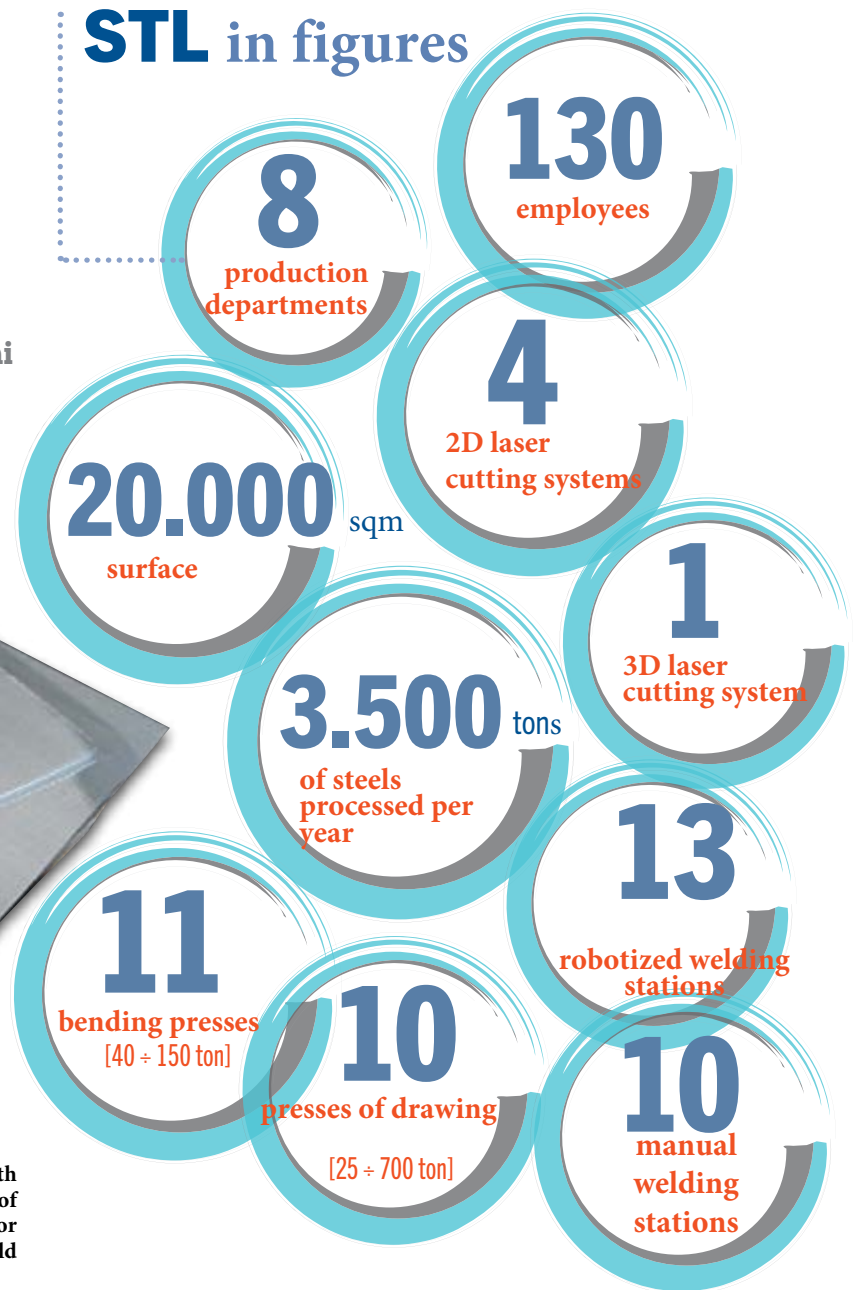 STL in figures
130
employees
8
production
departments
4
2D laser
cutting systems
20.000 sqm
surface
1
3D laser
cutting system
3.500 tons
of steels
processed per
year
13
robotized welding
stations
11
bending presses
[40 ÷ 150 ton]
10
presses of drawing
[25 ÷ 700 ton]
10
manual
welding
stations
of
or